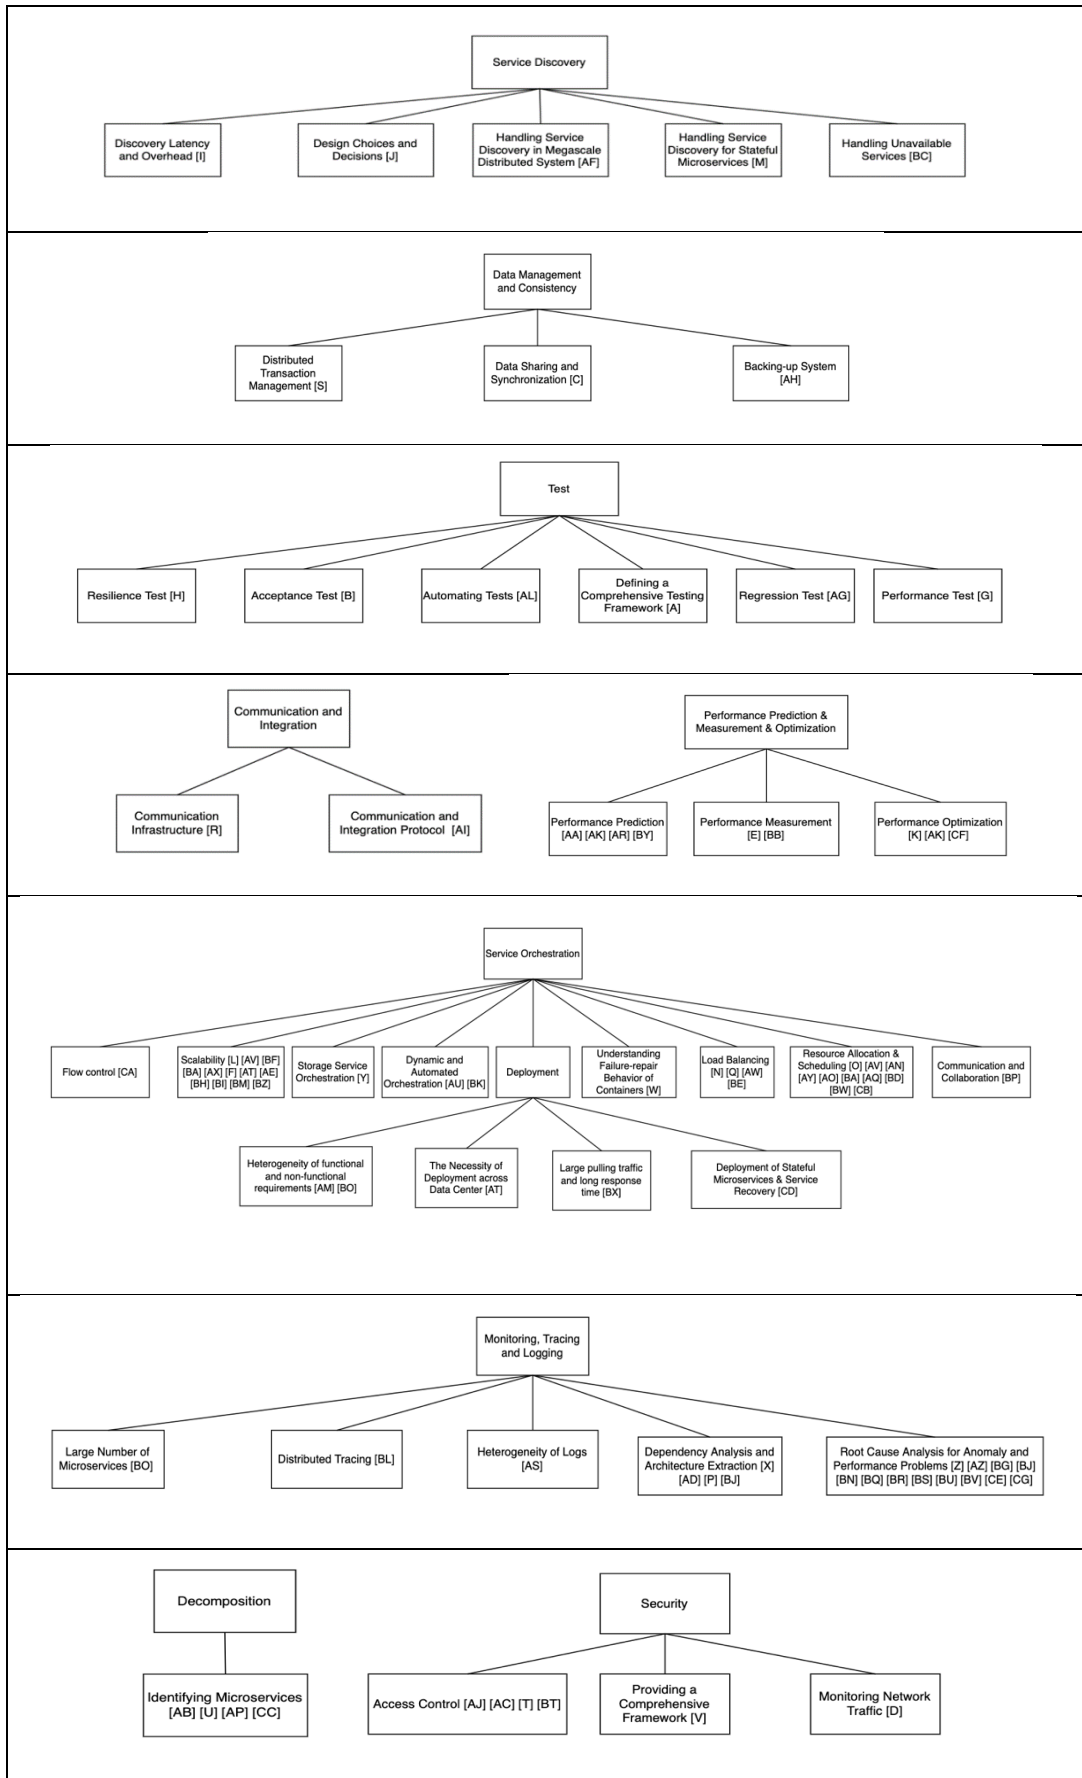 Service Discovery
Discovery Latency
and Overhead [I]
Design Choices and
Decisions [J]
Handling Service
Discovery in Megascale
Distributed System [AF]
Handling Service
Discovery for Stateful
Microservices [M]
Handling Unavailable
Services [BC]
Data Management
and Consistency
Distributed
Transaction
Management [S]
Data Sharing and
Synchronization [C]
Backing-up System
[AH]
Test
Resilience Test [H]
Acceptance Test [B]
Automating Tests [AL]
Defining a
Comprehensive Testing
Framework [A]
Regression Test [AG]
Performance Test [G]
Communication and
Integration
Communication
Infrastructure [R]
Communication and
Integration Protocol [AI]
Performance Prediction &
Measurement & Optimization
Performance Prediction
[AA] [AK] [AR] [BY]
Performance Measurement
[E] [BB]
Performance Optimization
[K] [AK] [CF]
Service Orchestration
Flow control [CA]
Scalability [L] [AV] [BF]
[BA] [AX] [F] [AT] [AE]
[BH] [BI] [BM] [BZ]
Storage Service
Orchestration [Y]
Dynamic and
Automated
Orchestration [AU] [BK]
Deployment
Understanding
Failure-repair
Behavior of
Containers [W]
Load Balancing
[N] [Q] [AW]
[BE]
Resource Allocation &
Scheduling [O] [AV] [AN]
[AY] [AO] [BA] [AQ] [BD]
[BW] [CB]
Communication and
Collaboration [BP]
Heterogeneity of functional
and non-functional
requirements [AM] [BO]
The Necessity of
Deployment across
Data Center [AT]
Large pulling traffic
and long response
time [BX]
Deployment of Stateful
Microservices & Service
Recovery [CD]
Monitoring, Tracing
and Logging
Large Number of
Microservices [BO]
Distributed Tracing [BL]
Heterogeneity of Logs
[AS]
Dependency Analysis and
Architecture Extraction [X]
[AD] [P] [BJ]
Root Cause Analysis for Anomaly and
Performance Problems [Z] [AZ] [BG] [BJ]
[BN] [BQ] [BR] [BS] [BU] [BV] [CE] [CG]
Decomposition
Identifying Microservices
[AB] [U] [AP] [CC]
Security
Access Control [AJ] [AC] [T] [BT]
Providing a
Comprehensive
Framework [V]
Monitoring Network
Traffic [D]